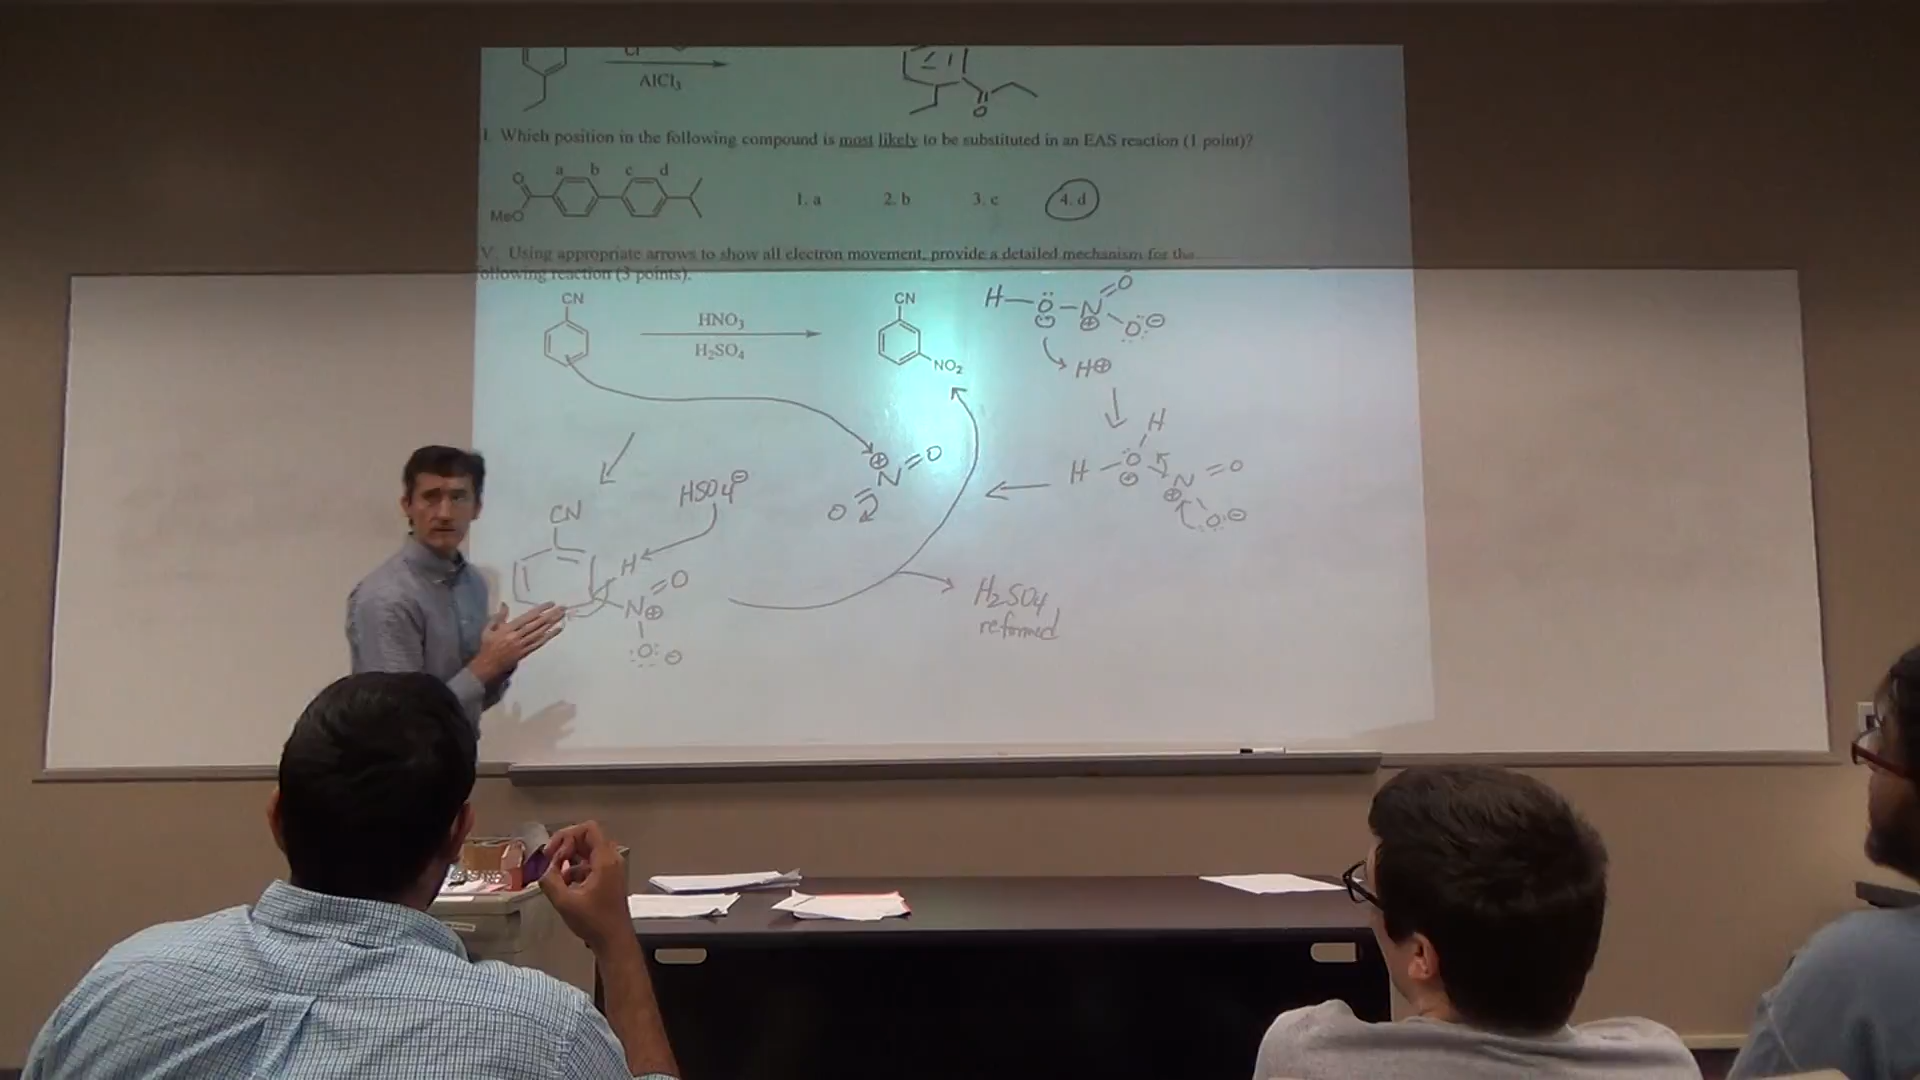 Cl
AlCl₃
O
I. Which position in the following compound is most likely to be substituted in an EAS reaction (1 point)?
a b c d
O
MeO
1. a 2. b 3. c 4. d
V. Using appropriate arrows to show all electron movement, provide a detailed mechanism for the
following reaction (3 points).
CN
HNO₃
H₂SO₄
CN
NO₂
H–Ö–N⊕=O
O⊖
H⊕
H
H–O⊕–N⊕=O
O⊖
⊕N=O
O
HSO4⊖
CN
H
N⊕=O
:O:⊖
H₂SO4
reformed